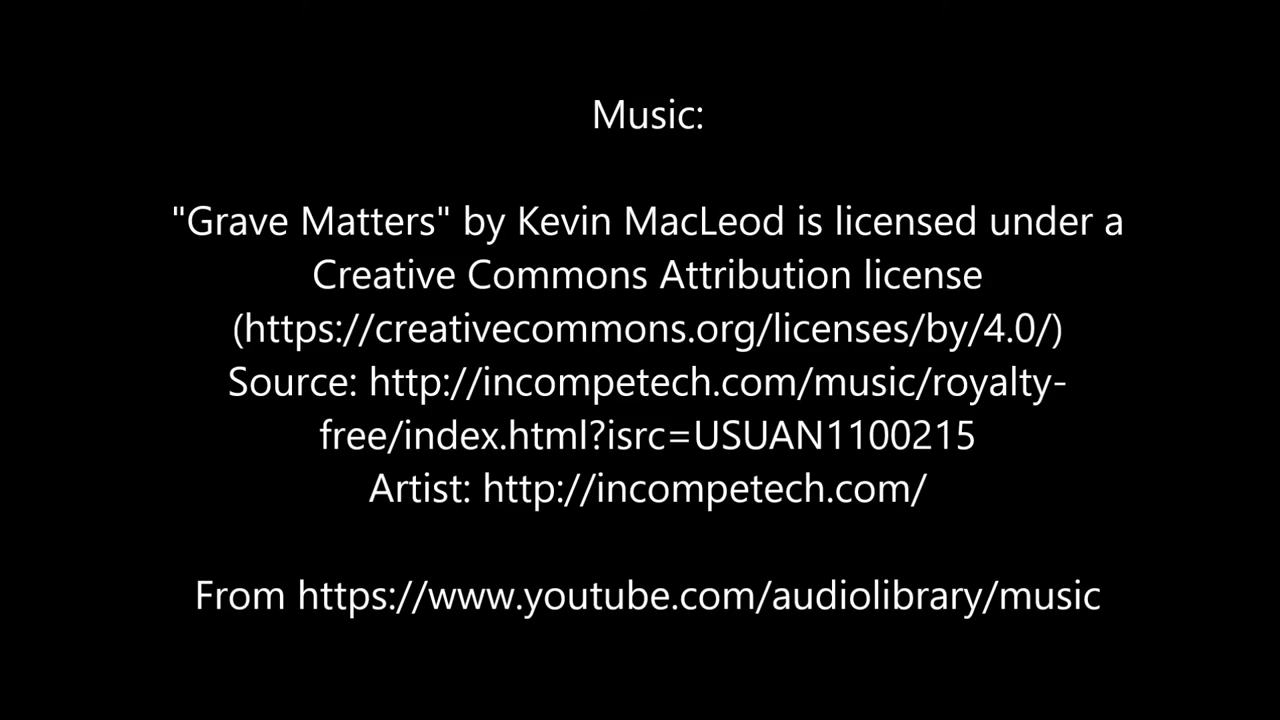 Music:
"Grave Matters" by Kevin MacLeod is licensed under a
Creative Commons Attribution license
(https://creativecommons.org/licenses/by/4.0/)
Source: http://incompetech.com/music/royalty-
free/index.html?isrc=USUAN1100215
Artist: http://incompetech.com/
From https://www.youtube.com/audiolibrary/music